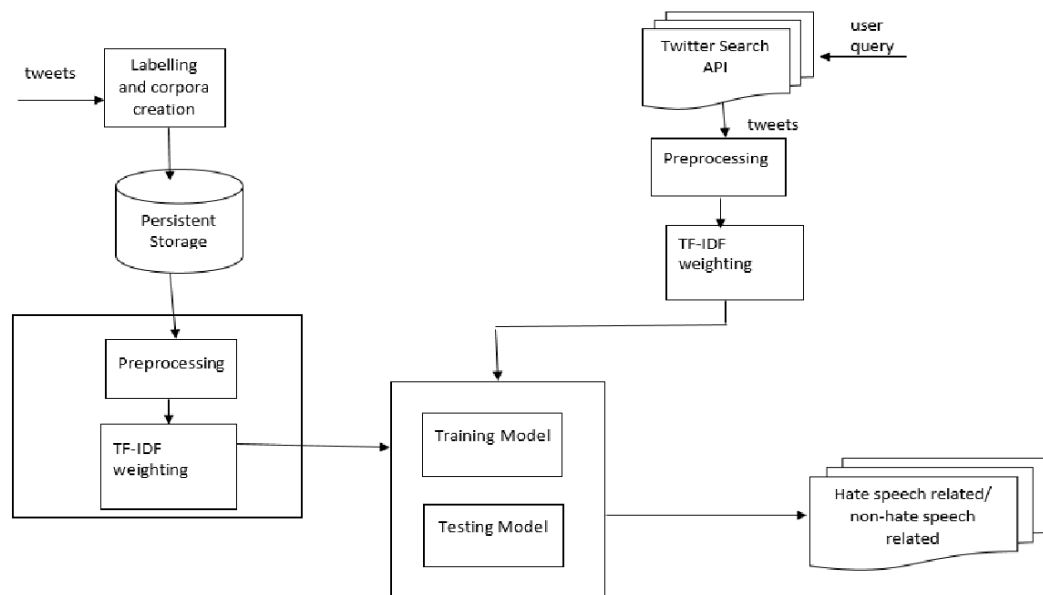 tweets
Labelling
and corpora
creation
Persistent
Storage
Preprocessing
TF-IDF
weighting
Twitter Search
API
user
query
tweets
Preprocessing
TF-IDF
weighting
Training Model
Testing Model
Hate speech related/
non-hate speech
related